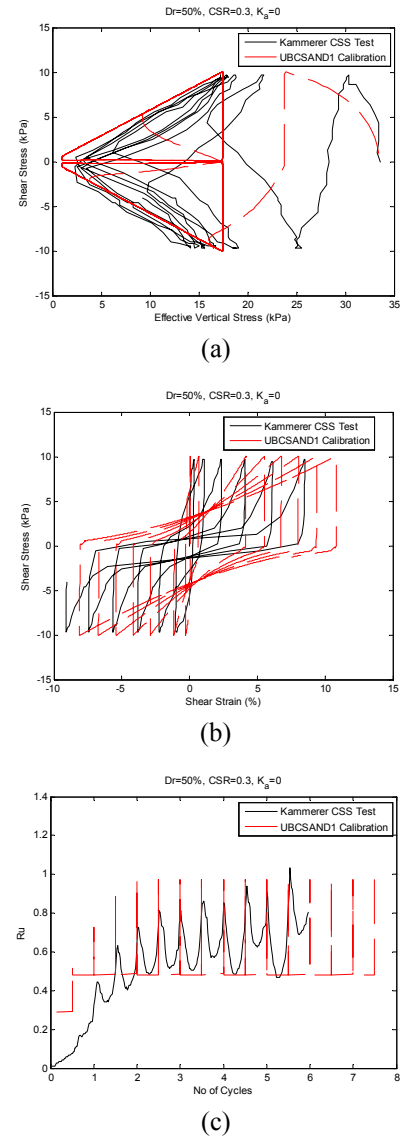 Dr=50%, CSR=0.3, Ka=0
Kammerer CSS Test
UBCSAND1 Calibration
Shear Stress (kPa)
15
10
5
0
-5
-10
-15
0 5 10 15 20 25 30 35
Effective Vertical Stress (kPa)
(a)
Dr=50%, CSR=0.3, Ka=0
Kammerer CSS Test
UBCSAND1 Calibration
Shear Stress (kPa)
15
10
5
0
-5
-10
15
-10 -5 0 5 10 15
Shear Strain (%)
(b)
Dr=50%, CSR=0.3, Ka=0
Kammerer CSS Test
UBCSAND1 Calibration
Ru
1.4
1.2
1
0.8
0.6
0.4
0.2
0
0 1 2 3 4 5 6 7 8
No of Cycles
(c)